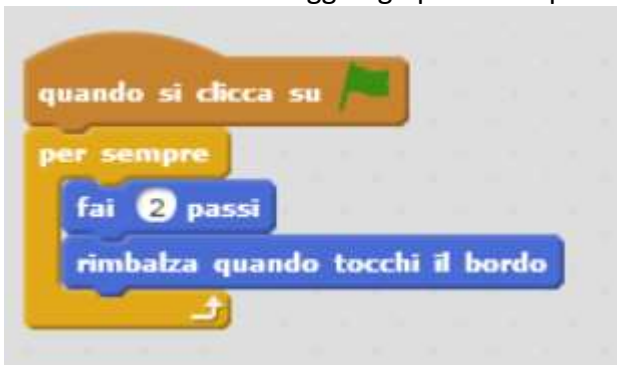 quando si clicca su
per sempre
fai 2 passi
rimbalza quando tocchi il bordo